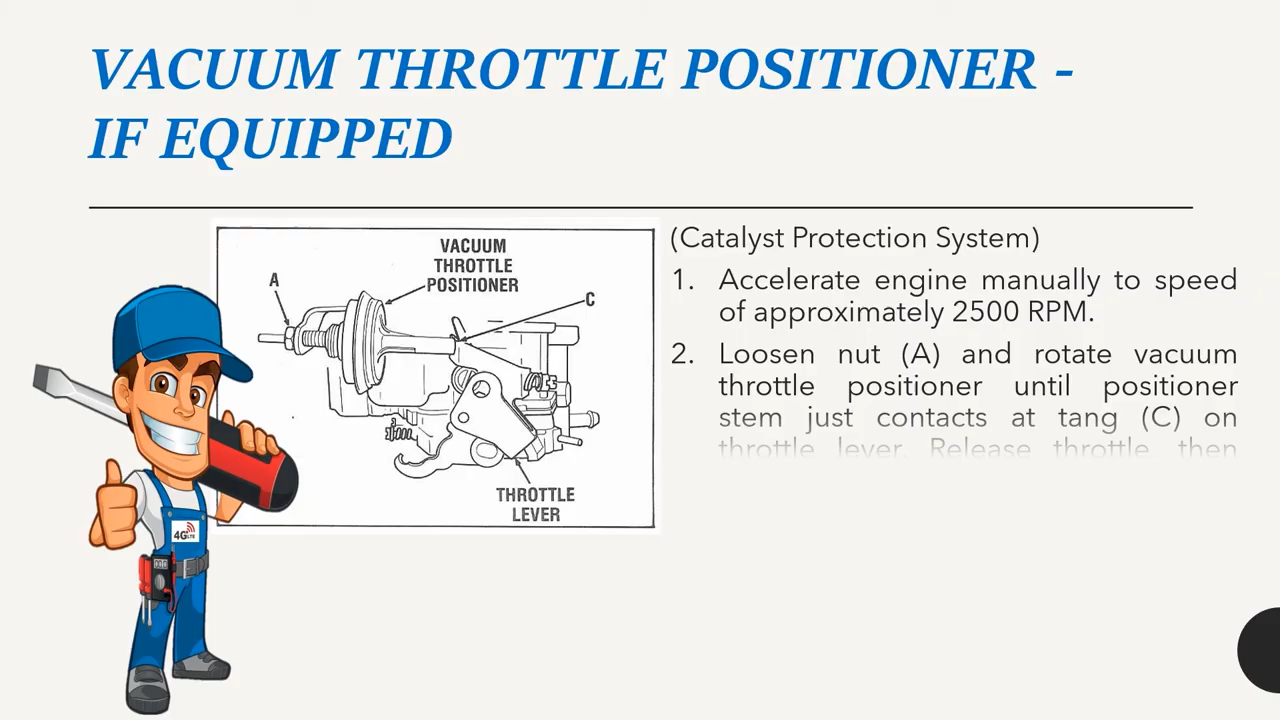 VACUUM THROTTLE POSITIONER -
IF EQUIPPED
VACUUM
THROTTLE
POSITIONER
A
C
THROTTLE
LEVER
4G LTE
(Catalyst Protection System)
1. Accelerate engine manually to speed
of approximately 2500 RPM.
2. Loosen nut (A) and rotate vacuum
throttle positioner until positioner
stem just contacts at tang (C) on
throttle lever. Release throttle, then